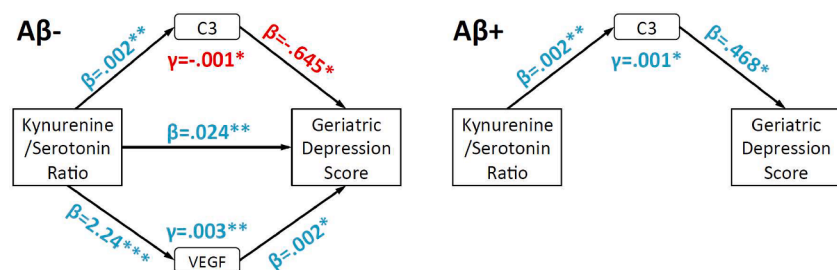 Aβ-
C3
β=.002**
γ=-.001*
β=-.645*
Kynurenine
/Serotonin
Ratio
β=.024**
Geriatric
Depression
Score
β=2.24***
γ=.003**
VEGF
β=.002*
Aβ+
C3
β=.002**
γ=.001*
β=.468*
Kynurenine
/Serotonin
Ratio
Geriatric
Depression
Score